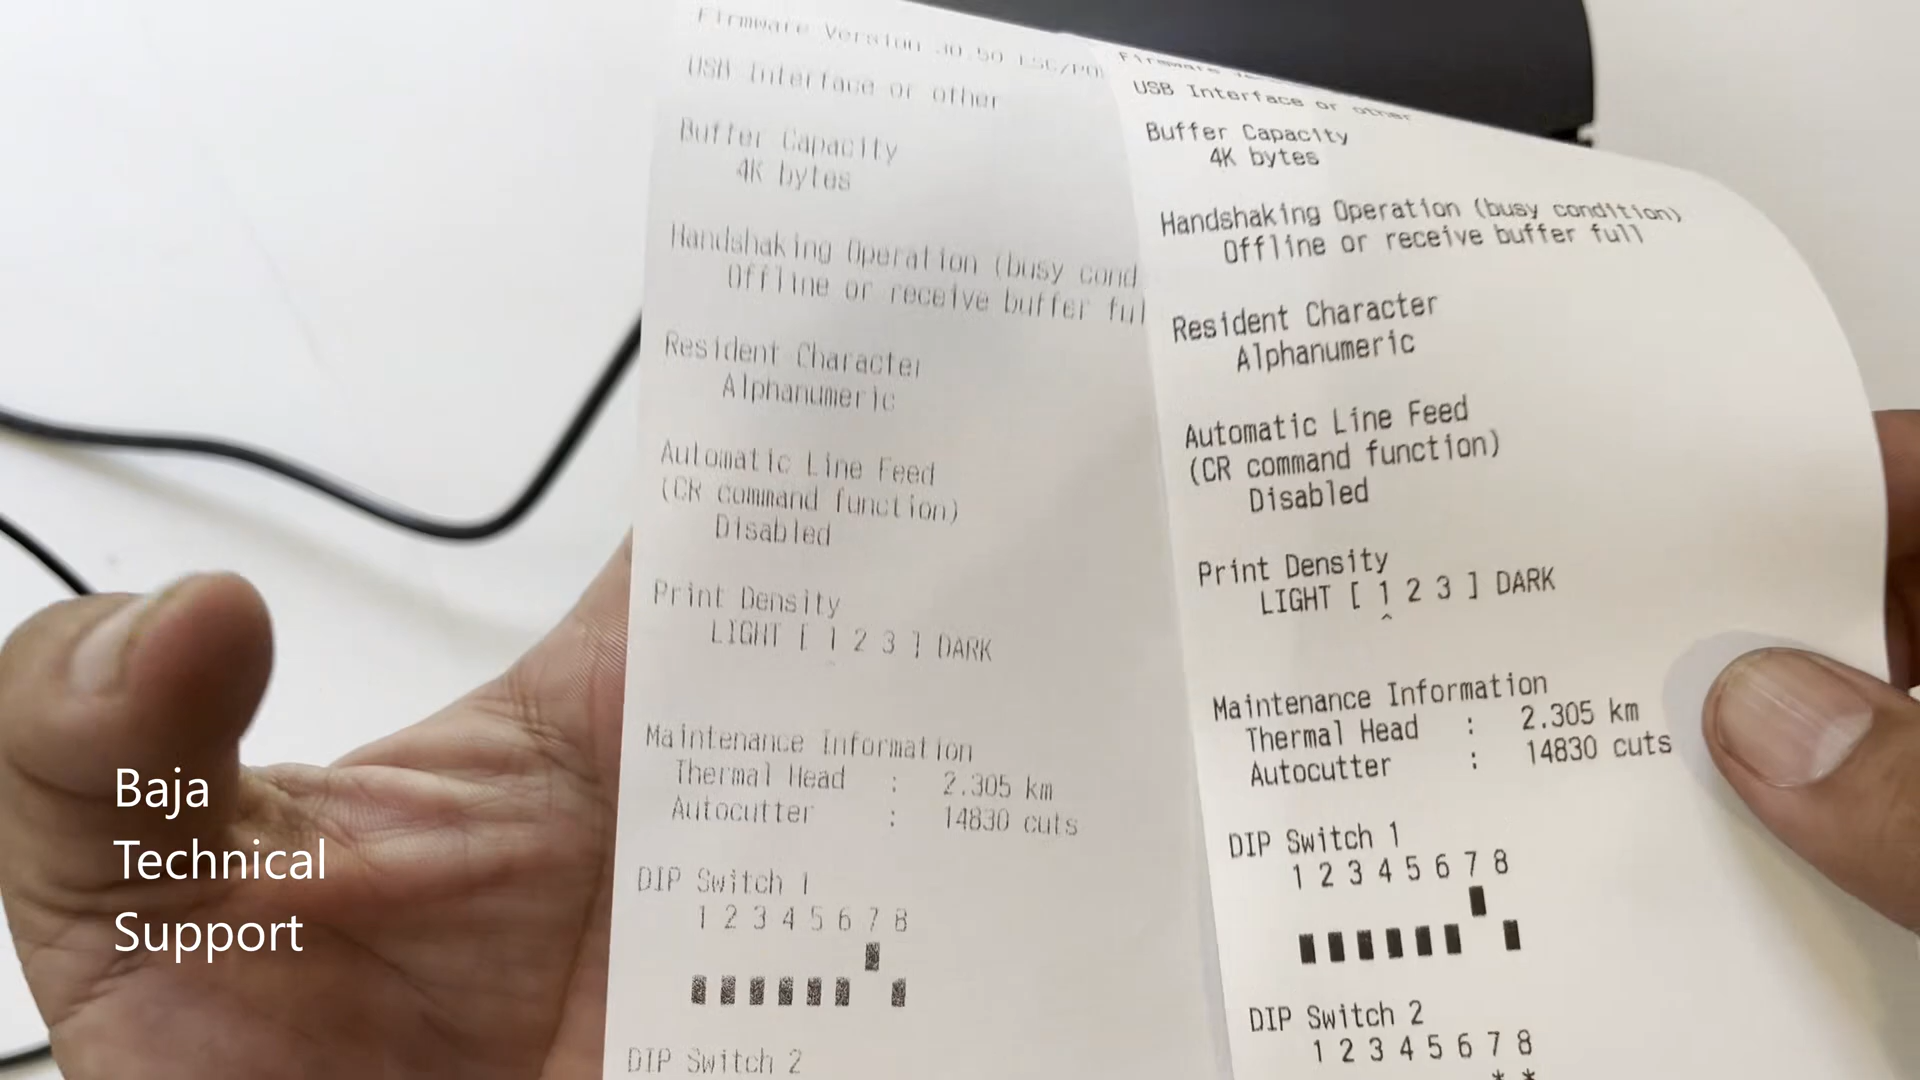 Firmware Version
USB Interface or other
Buffer Capacity
4K bytes
Handshaking Operation (busy cond
Offline or receive buffer ful
Resident Character
Alphanumeric
Automatic Line Feed
(CR command function)
Disabled
Print Density
LIGHT [ 1 2 3 ] DARK
Maintenance Information
Thermal Head : 2.305 km
Autocutter : 14830 cuts
DIP Switch 1
1 2 3 4 5 6 7 8
DIP Switch 2
Firmware
USB Interface or other
Buffer Capacity
4K bytes
Handshaking Operation (busy condition)
Offline or receive buffer full
Resident Character
Alphanumeric
Automatic Line Feed
(CR command function)
Disabled
Print Density
LIGHT [ 1 2 3 ] DARK
^
Maintenance Information
Thermal Head : 2.305 km
Autocutter : 14830 cuts
DIP Switch 1
1 2 3 4 5 6 7 8
DIP Switch 2
1 2 3 4 5 6 7 8
* *
Baja
Technical
Support